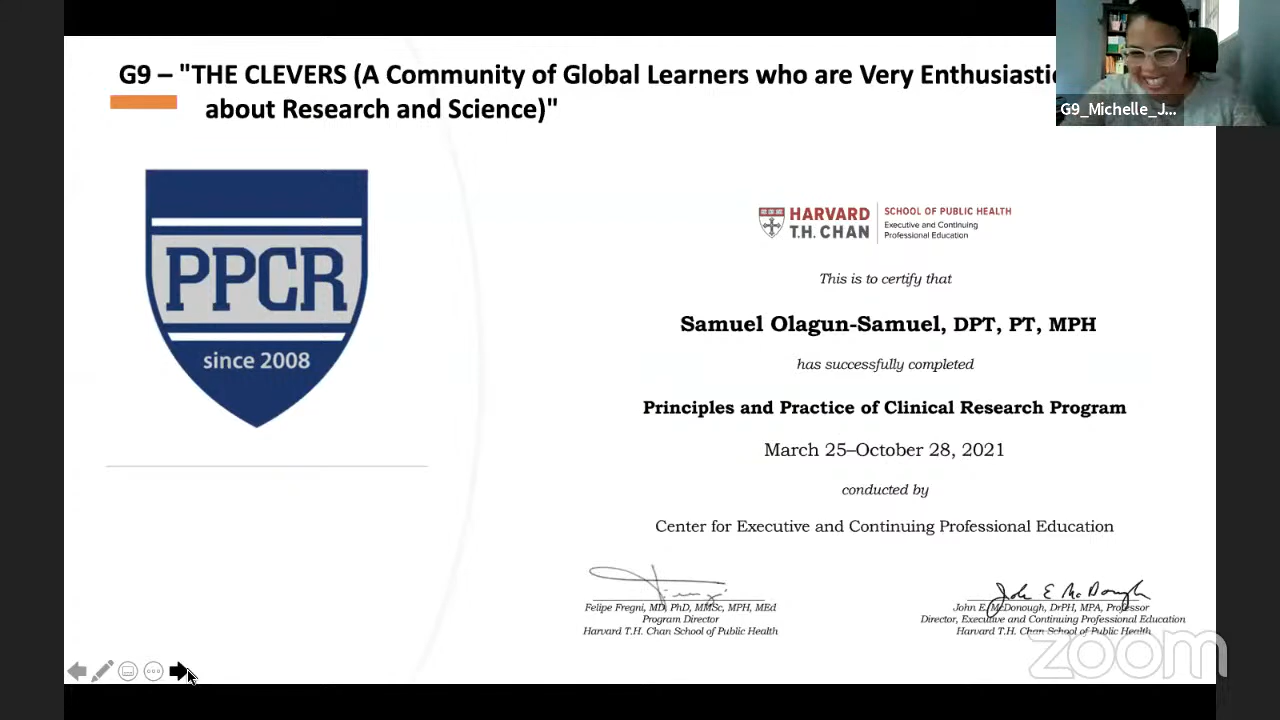 G9 – "THE CLEVERS (A Community of Global Learners who are Very Enthusiastic
about Research and Science)"
G9_Michelle_J...
PPCR
since 2008
HARVARD
T.H. CHAN
SCHOOL OF PUBLIC HEALTH
Executive and Continuing
Professional Education
This is to certify that
Samuel Olagun-Samuel, DPT, PT, MPH
has successfully completed
Principles and Practice of Clinical Research Program
March 25–October 28, 2021
conducted by
Center for Executive and Continuing Professional Education
Felipe Fregni, MD, PhD, MMSc, MPH, MEd
Program Director
Harvard T.H. Chan School of Public Health
John E McDonough
John E. McDonough, DrPH, MPA, Professor
Director, Executive and Continuing Professional Education
Harvard T.H. Chan School of Public Health
zoom